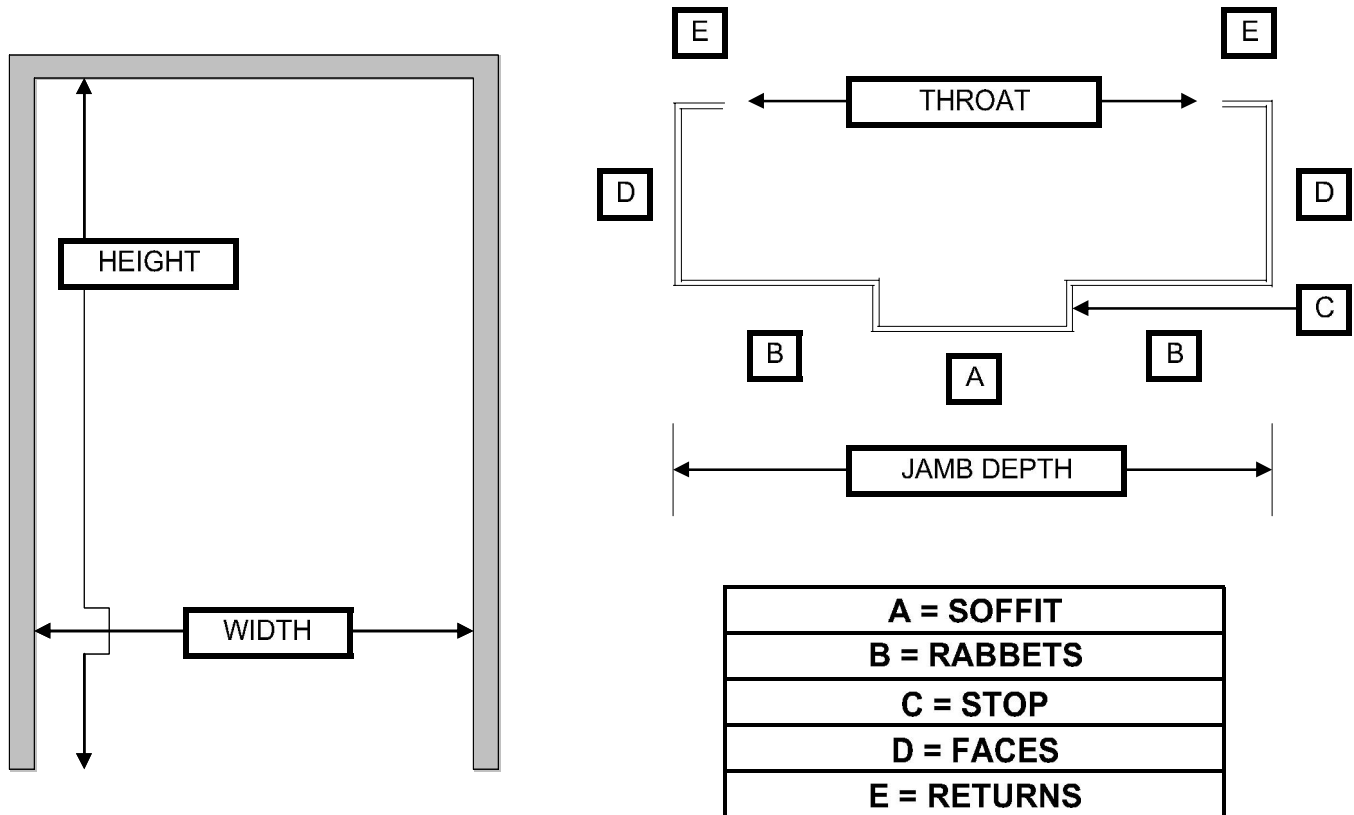 E
E
THROAT
D
D
HEIGHT
C
B
B
A
JAMB DEPTH
WIDTH
A = SOFFIT
B = RABBETS
C = STOP
D = FACES
E = RETURNS